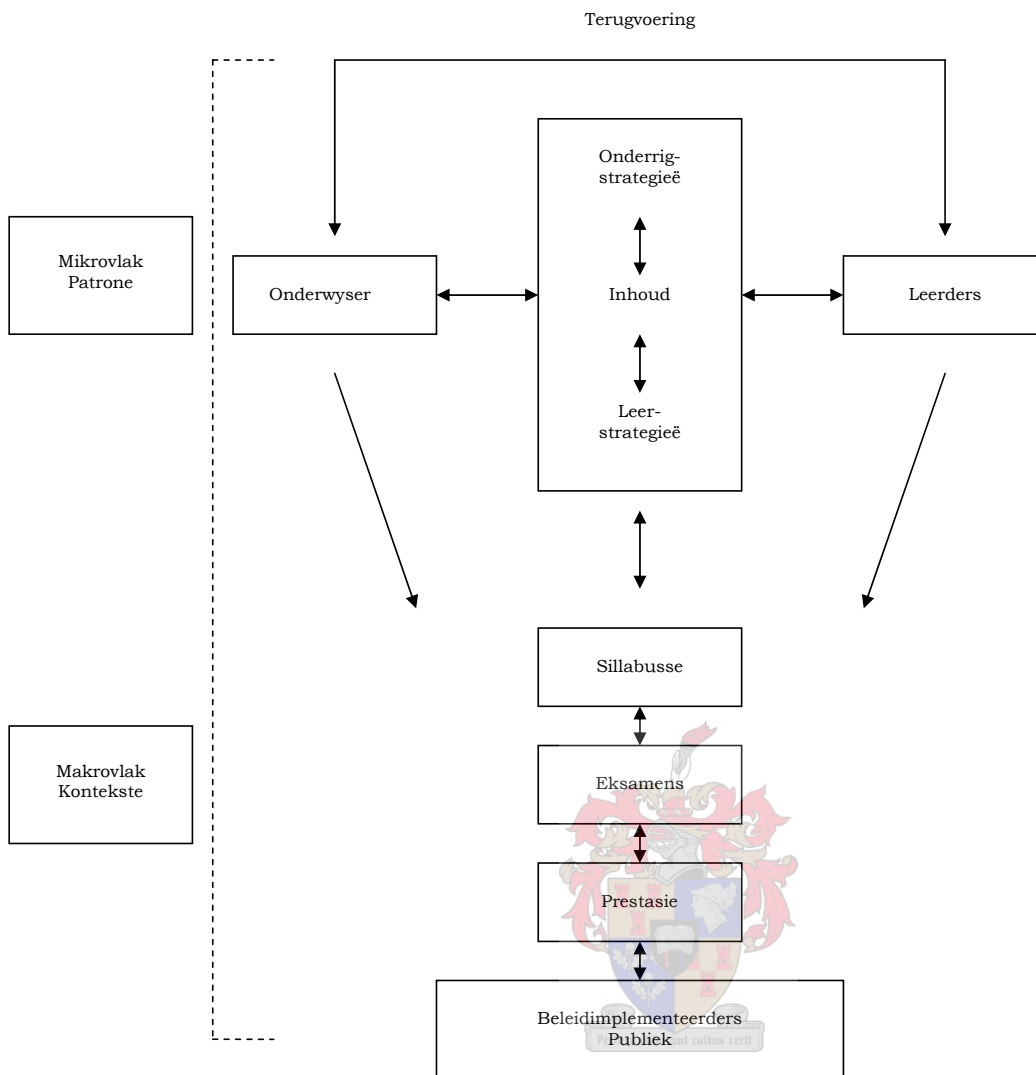 Terugvoering
Onderrig-
strategieë
Mikrovlak
Patrone
Onderwyser
Inhoud
Leerders
Leer-
strategieë
Sillabusse
Makrovlak
Kontekste
Eksamens
Prestasie
Beleidimplementeerders
Publiek